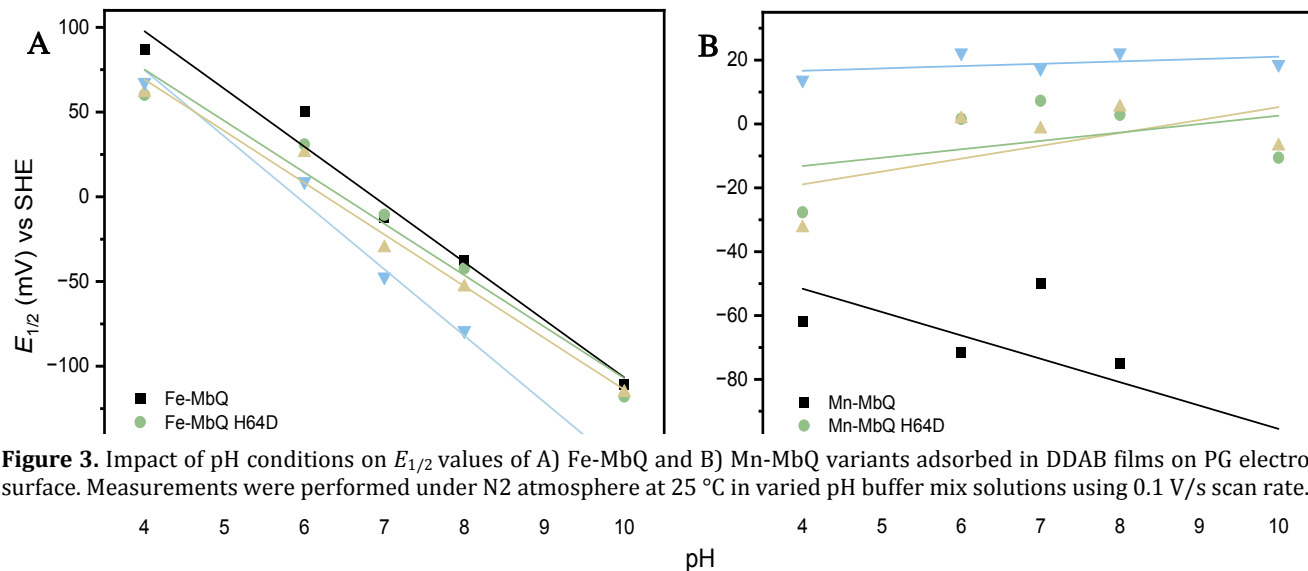 A
B
100
50
0
−50
−100
E1/2 (mV) vs SHE
Fe-MbQ
Fe-MbQ H64D
20
0
−20
−40
−60
−80
Mn-MbQ
Mn-MbQ H64D
Figure 3. Impact of pH conditions on E1/2 values of A) Fe-MbQ and B) Mn-MbQ variants adsorbed in DDAB films on PG electro
surface. Measurements were performed under N2 atmosphere at 25 °C in varied pH buffer mix solutions using 0.1 V/s scan rate.
4 5 6 7 8 9 10
4 5 6 7 8 9 10
pH